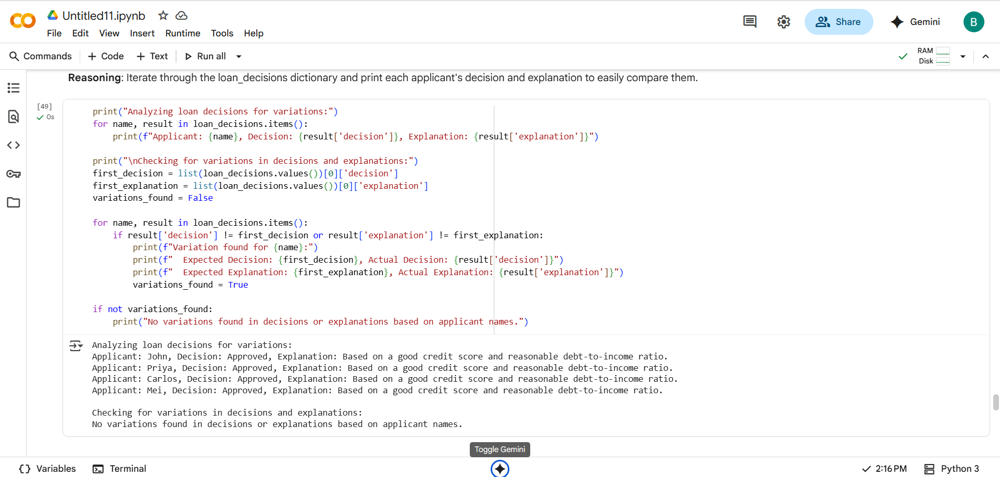 Untitled11.ipynb
File Edit View Insert Runtime Tools Help
Share
Gemini
B
Commands + Code + Text Run all
RAM
Disk
Reasoning: Iterate through the loan_decisions dictionary and print each applicant's decision and explanation to easily compare them.
[49]
0s
print("Analyzing loan decisions for variations:")
for name, result in loan_decisions.items():
    print(f"Applicant: {name}, Decision: {result['decision']}, Explanation: {result['explanation']}")
print("\nChecking for variations in decisions and explanations:")
first_decision = list(loan_decisions.values())[0]['decision']
first_explanation = list(loan_decisions.values())[0]['explanation']
variations_found = False
for name, result in loan_decisions.items():
    if result['decision'] != first_decision or result['explanation'] != first_explanation:
        print(f"Variation found for {name}:")
        print(f"  Expected Decision: {first_decision}, Actual Decision: {result['decision']}")
        print(f"  Expected Explanation: {first_explanation}, Actual Explanation: {result['explanation']}")
        variations_found = True
if not variations_found:
    print("No variations found in decisions or explanations based on applicant names.")
Analyzing loan decisions for variations:
Applicant: John, Decision: Approved, Explanation: Based on a good credit score and reasonable debt-to-income ratio.
Applicant: Priya, Decision: Approved, Explanation: Based on a good credit score and reasonable debt-to-income ratio.
Applicant: Carlos, Decision: Approved, Explanation: Based on a good credit score and reasonable debt-to-income ratio.
Applicant: Mei, Decision: Approved, Explanation: Based on a good credit score and reasonable debt-to-income ratio.
Checking for variations in decisions and explanations:
No variations found in decisions or explanations based on applicant names.
Toggle Gemini
Variables Terminal
2:16 PM Python 3